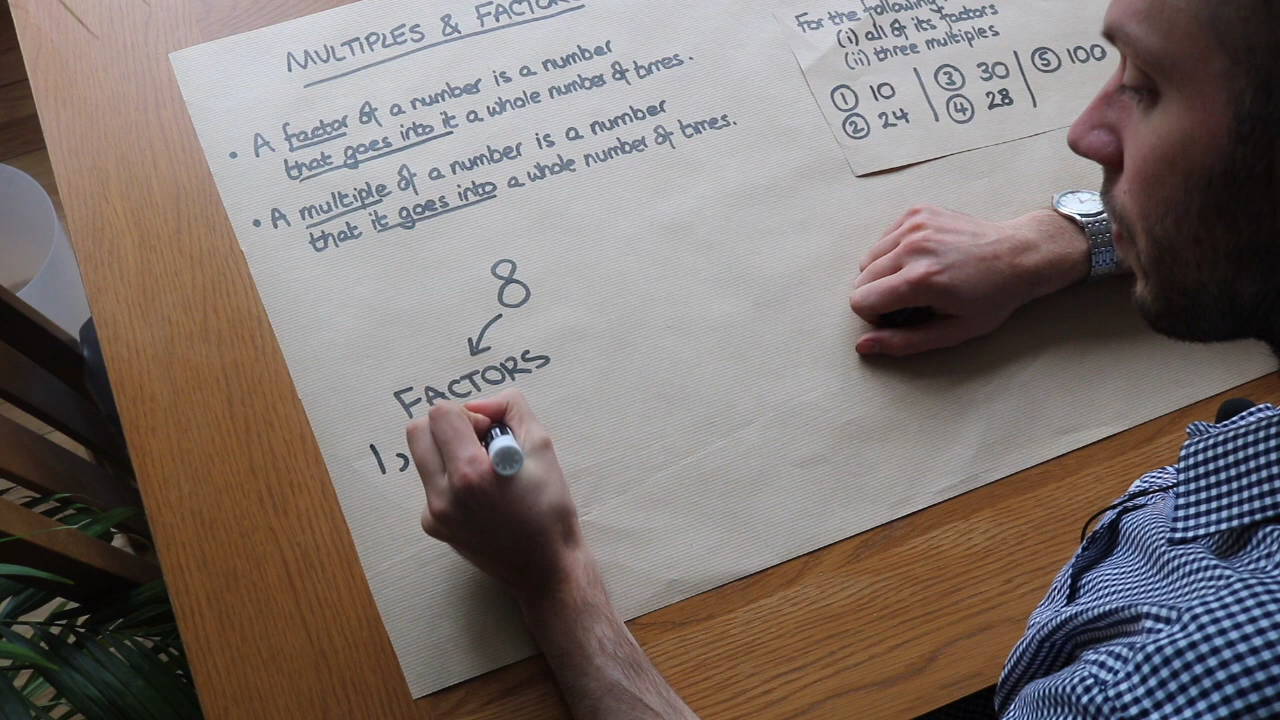 MULTIPLES & FACTORS
• A factor of a number is a number
that goes into it a whole number of times.
• A multiple of a number is a number
that it goes into a whole number of times.
8
FACTORS
1,
For the following:
(i) all of its factors
(ii) three multiples
① 10
② 24
③ 30
④ 28
⑤ 100